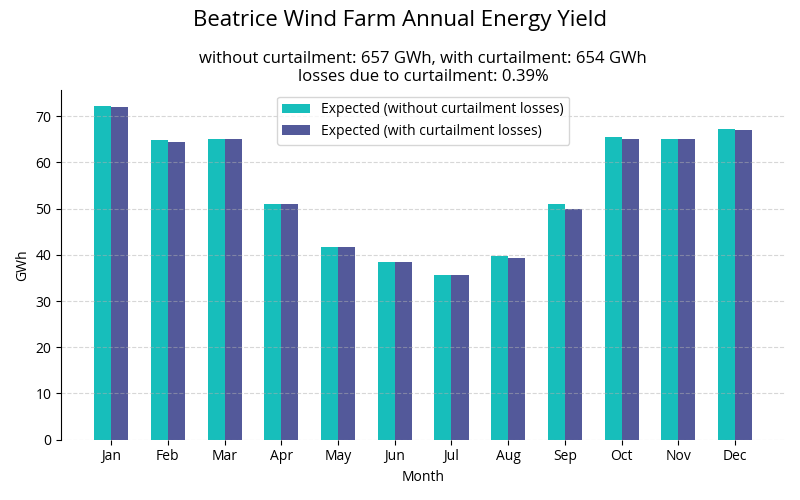 Beatrice Wind Farm Annual Energy Yield
without curtailment: 657 GWh, with curtailment: 654 GWh
losses due to curtailment: 0.39%
Expected (without curtailment losses)
Expected (with curtailment losses)
70
60
50
40
30
20
10
0
GWh
Jan Feb Mar Apr May Jun Jul Aug Sep Oct Nov Dec
Month